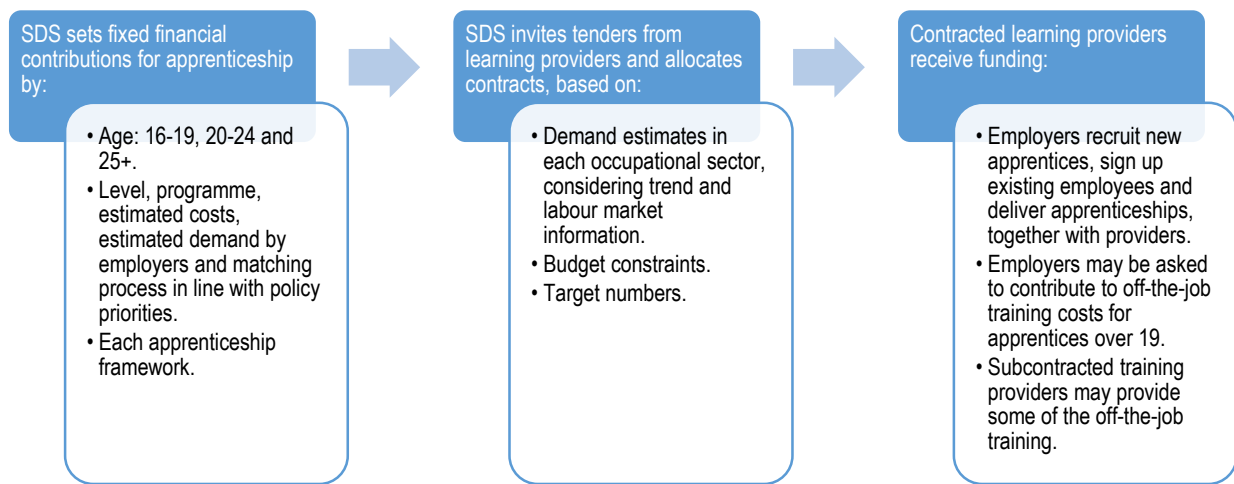 SDS sets fixed financial
contributions for apprenticeship
by:
• Age: 16-19, 20-24 and
25+.
• Level, programme,
estimated costs,
estimated demand by
employers and matching
process in line with policy
priorities.
• Each apprenticeship
framework.
SDS invites tenders from
learning providers and allocates
contracts, based on:
• Demand estimates in
each occupational sector,
considering trend and
labour market
information.
• Budget constraints.
• Target numbers.
Contracted learning providers
receive funding:
• Employers recruit new
apprentices, sign up
existing employees and
deliver apprenticeships,
together with providers.
• Employers may be asked
to contribute to off-the-job
training costs for
apprentices over 19.
• Subcontracted training
providers may provide
some of the off-the-job
training.